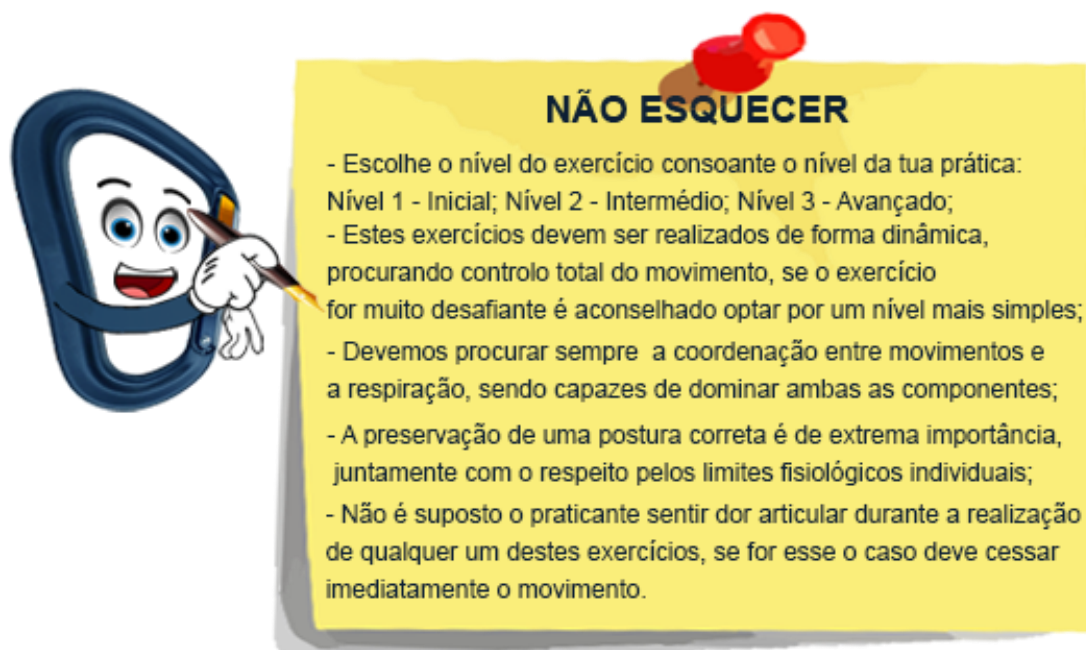 NÃO ESQUECER
- Escolhe o nível do exercício consoante o nível da tua prática:
Nível 1 - Inicial; Nível 2 - Intermédio; Nível 3 - Avançado;
- Estes exercícios devem ser realizados de forma dinâmica,
procurando controlo total do movimento, se o exercício
for muito desafiante é aconselhado optar por um nível mais simples;
- Devemos procurar sempre a coordenação entre movimentos e
a respiração, sendo capazes de dominar ambas as componentes;
- A preservação de uma postura correta é de extrema importância,
juntamente com o respeito pelos limites fisiológicos individuais;
- Não é suposto o praticante sentir dor articular durante a realização
de qualquer um destes exercícios, se for esse o caso deve cessar
imediatamente o movimento.